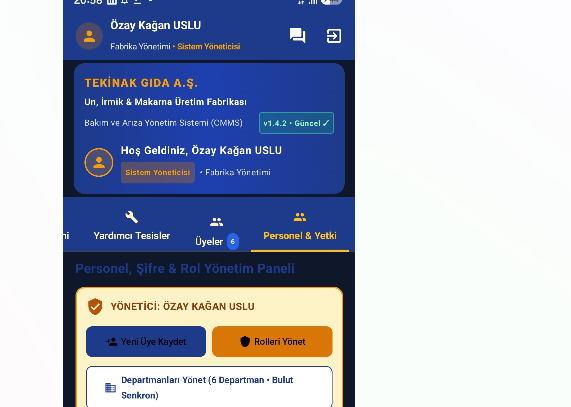 20:58
Özay Kağan USLU
Fabrika Yönetimi • Sistem Yöneticisi
TEKİNAK GIDA A.Ş.
Un, İrmik & Makarna Üretim Fabrikası
Bakım ve Arıza Yönetim Sistemi (CMMS)
v1.4.2 • Güncel ✓
Hoş Geldiniz, Özay Kağan USLU
Sistem Yöneticisi • Fabrika Yönetimi
ni
Yardımcı Tesisler
Üyeler 6
Personel & Yetki
Personel, Şifre & Rol Yönetim Paneli
YÖNETİCİ: ÖZAY KAĞAN USLU
Yeni Üye Kaydet
Rolleri Yönet
Departmanları Yönet (6 Departman • Bulut
Senkron)